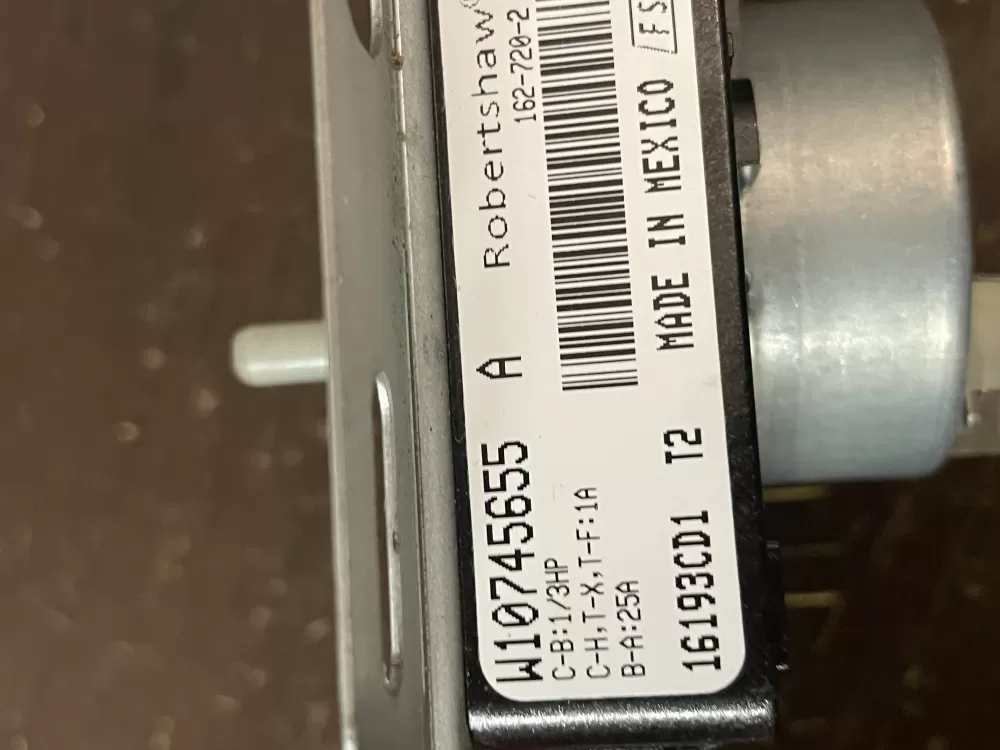 W10745655 A Robertshaw®
C-B:1/3HP 162-720-2
C-H,T-X,T-F:1A
B-A:25A
16193CD1 T2 MADE IN MEXICO